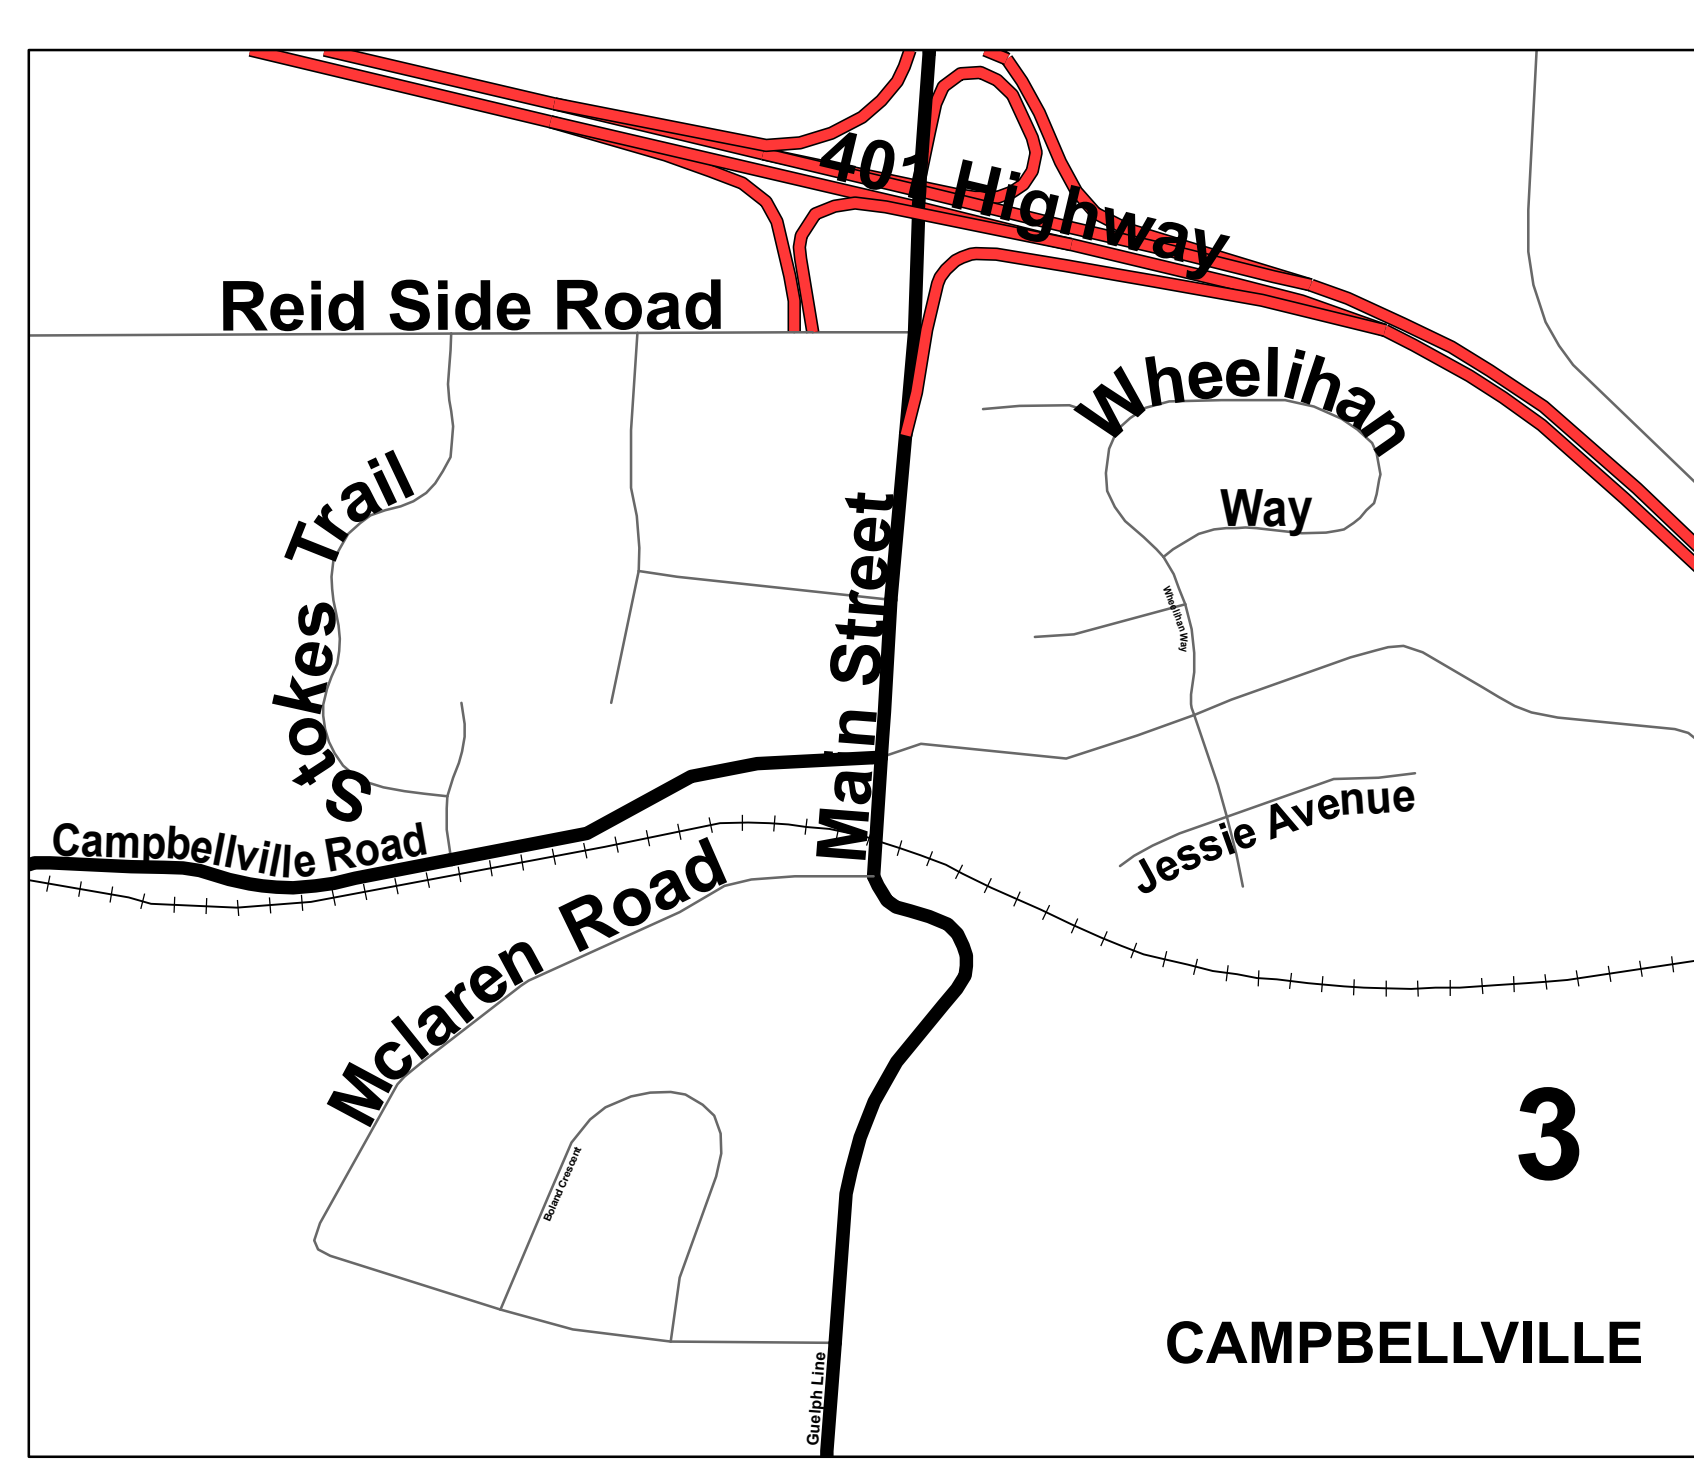 401 Highway
Reid Side Road
Wheelihan
Way
Stokes Trail
Main Street
Wheelihan Way
Campbellville Road
Jessie Avenue
Mclaren Road
3
Boland Crescent
CAMPBELLVILLE
Guelph Line